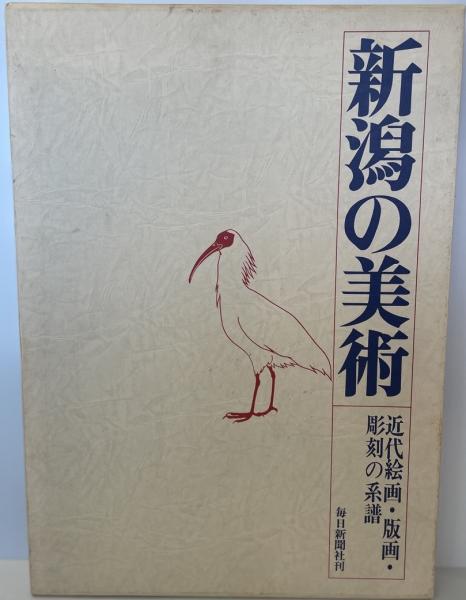 新潟の美術
近代絵画・版画・
彫刻の系譜
毎日新聞社刊